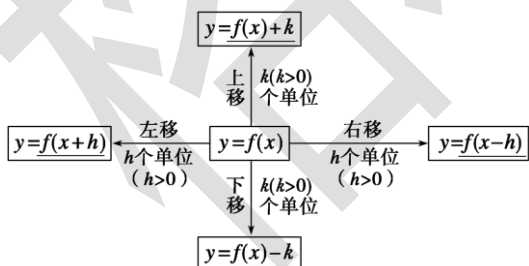 y=f(x)+k
上移 k(k>0)个单位
y=f(x+h) 左移 h个单位(h>0) y=f(x) 右移 h个单位(h>0) y=f(x-h)
下移 k(k>0)个单位
y=f(x)-k